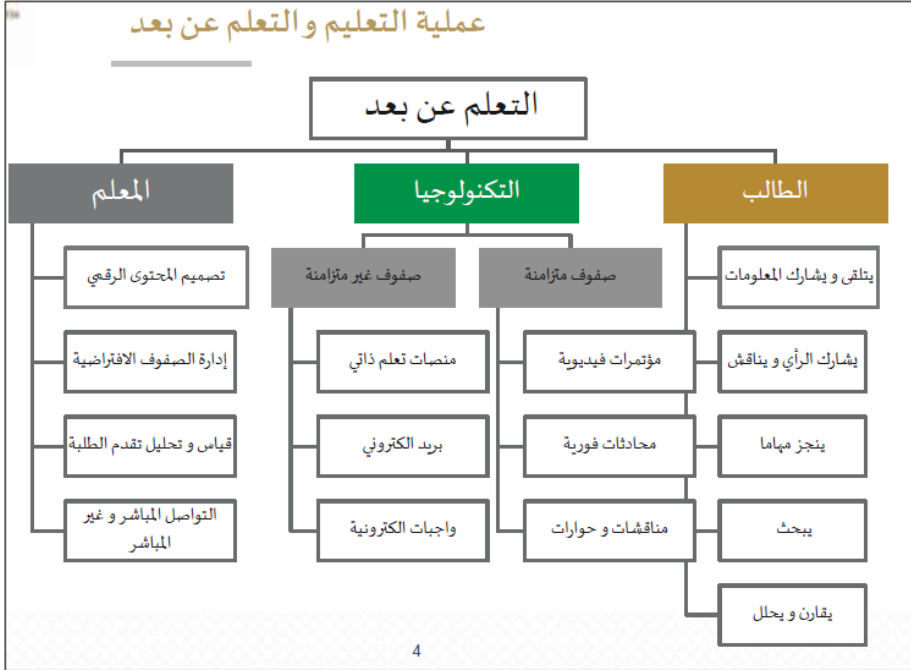 عملية التعليم و التعلم عن بعد
التعلم عن بعد
الطالب
يتلقى و يشارك المعلومات
يشارك الرأي و يناقش
ينجز مهاما
يبحث
يقارن و يحلل
التكنولوجيا
صفوف متزامنة
مؤتمرات فيديوية
محادثات فورية
مناقشات و حوارات
صفوف غير متزامنة
منصات تعلم ذاتي
بريد الكتروني
واجبات الكترونية
المعلم
تصميم المحتوى الرقمي
إدارة الصفوف الافتراضية
قياس و تحليل تقدم الطلبة
التواصل المباشر و غير
المباشر
4